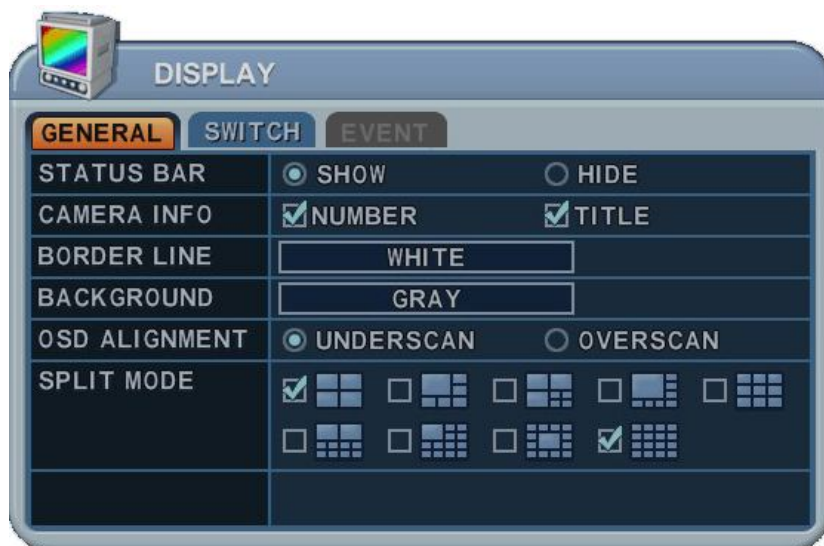 DISPLAY
GENERAL SWITCH EVENT
STATUS BAR SHOW HIDE
CAMERA INFO NUMBER TITLE
BORDER LINE WHITE
BACKGROUND GRAY
OSD ALIGNMENT UNDERSCAN OVERSCAN
SPLIT MODE